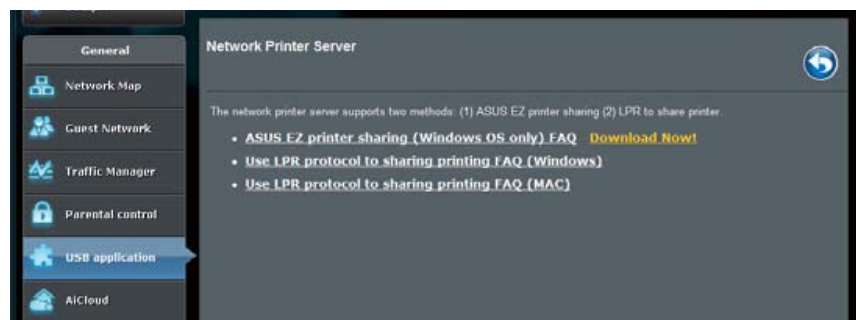 General
Network Map
Guest Network
Traffic Manager
Parental control
USB application
AiCloud
Network Printer Server
The network printer server supports two methods: (1) ASUS EZ printer sharing (2) LPR to share printer.
ASUS EZ printer sharing (Windows OS only) FAQ Download Now!
Use LPR protocol to sharing printing FAQ (Windows)
Use LPR protocol to sharing printing FAQ (MAC)